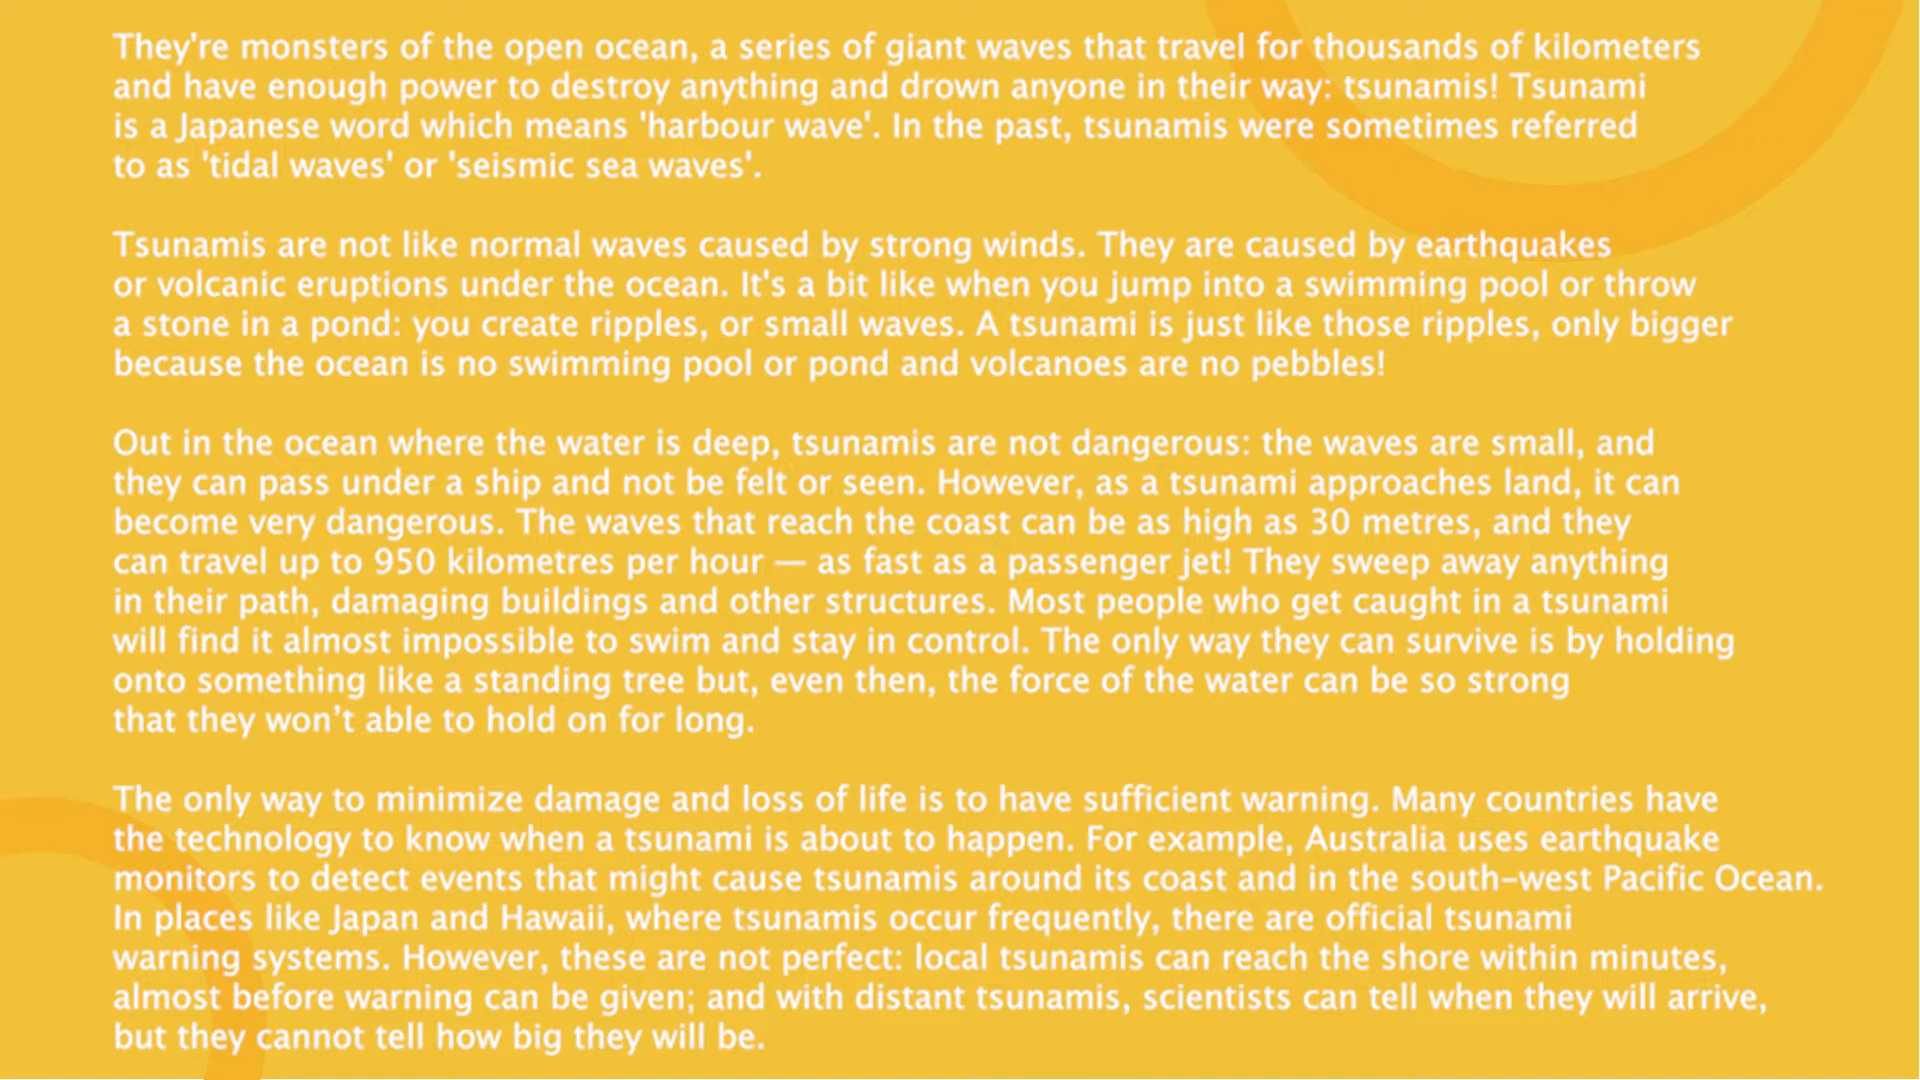 They're monsters of the open ocean, a series of giant waves that travel for thousands of kilometers
and have enough power to destroy anything and drown anyone in their way: tsunamis! Tsunami
is a Japanese word which means 'harbour wave'. In the past, tsunamis were sometimes referred
to as 'tidal waves' or 'seismic sea waves'.
Tsunamis are not like normal waves caused by strong winds. They are caused by earthquakes
or volcanic eruptions under the ocean. It's a bit like when you jump into a swimming pool or throw
a stone in a pond: you create ripples, or small waves. A tsunami is just like those ripples, only bigger
because the ocean is no swimming pool or pond and volcanoes are no pebbles!
Out in the ocean where the water is deep, tsunamis are not dangerous: the waves are small, and
they can pass under a ship and not be felt or seen. However, as a tsunami approaches land, it can
become very dangerous. The waves that reach the coast can be as high as 30 metres, and they
can travel up to 950 kilometres per hour — as fast as a passenger jet! They sweep away anything
in their path, damaging buildings and other structures. Most people who get caught in a tsunami
will find it almost impossible to swim and stay in control. The only way they can survive is by holding
onto something like a standing tree but, even then, the force of the water can be so strong
that they won’t able to hold on for long.
The only way to minimize damage and loss of life is to have sufficient warning. Many countries have
the technology to know when a tsunami is about to happen. For example, Australia uses earthquake
monitors to detect events that might cause tsunamis around its coast and in the south-west Pacific Ocean.
In places like Japan and Hawaii, where tsunamis occur frequently, there are official tsunami
warning systems. However, these are not perfect: local tsunamis can reach the shore within minutes,
almost before warning can be given; and with distant tsunamis, scientists can tell when they will arrive,
but they cannot tell how big they will be.